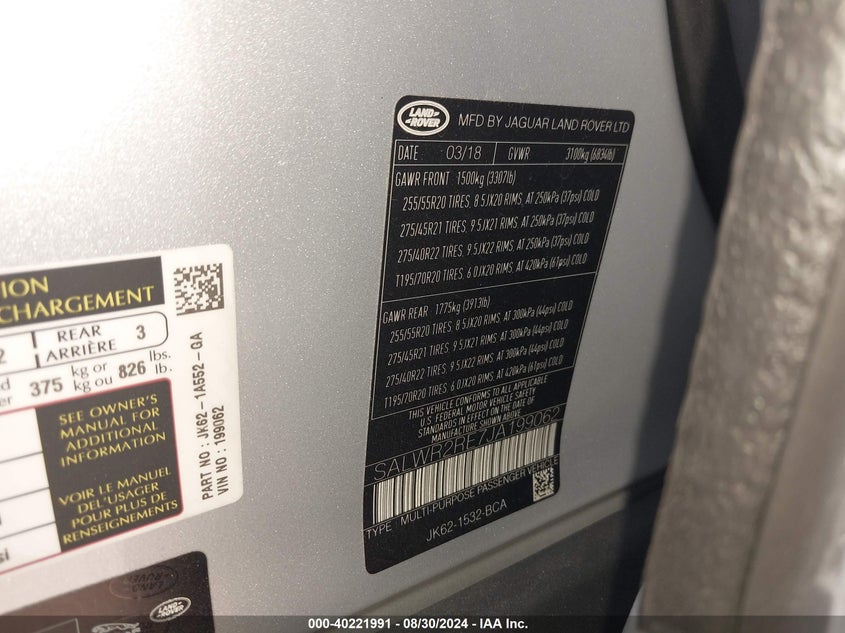 LAND ROVER
MFD BY JAGUAR LAND ROVER LTD
DATE 03/18 GVWR 3100kg (6834lb)
GAWR FRONT 1500kg (3307lb)
255/55R20 TIRES, 8 5JX20 RIMS, AT 250kPa (37psi) COLD
275/45R21 TIRES, 9 5JX21 RIMS, AT 250kPa (37psi) COLD
275/40R22 TIRES, 9 5JX22 RIMS, AT 250kPa (37psi) COLD
T195/70R20 TIRES, 6 0JX20 RIMS, AT 420kPa (61psi) COLD
GAWR REAR 1775kg (3913lb)
255/55R20 TIRES, 8 5JX20 RIMS, AT 300kPa (44psi) COLD
275/45R21 TIRES, 9 5JX21 RIMS, AT 300kPa (44psi) COLD
275/40R22 TIRES, 9 5JX22 RIMS, AT 300kPa (44psi) COLD
T195/70R20 TIRES, 6 0JX20 RIMS, AT 420kPa (61psi) COLD
THIS VEHICLE CONFORMS TO ALL APPLICABLE
U.S. FEDERAL MOTOR VEHICLE SAFETY
STANDARDS IN EFFECT ON THE DATE OF
MANUFACTURE SHOWN ABOVE
SALWR2RE7JA199062
TYPE : MULTI-PURPOSE PASSENGER VEHICLE
JK62-1532-BCA
CHARGEMENT
2 REAR ARRIÈRE 3
375 kg or kg ou 826 lbs. lb.
SEE OWNER'S
MANUAL FOR
ADDITIONAL
INFORMATION
VOIR LE MANUEL
DEL'USAGER
POUR PLUS DE
RENSEIGNEMENTS
PART NO : JK62-1A552-GA
VIN NO : 199062
LAND ROVER
000-40221991 - 08/30/2024 - IAA Inc.